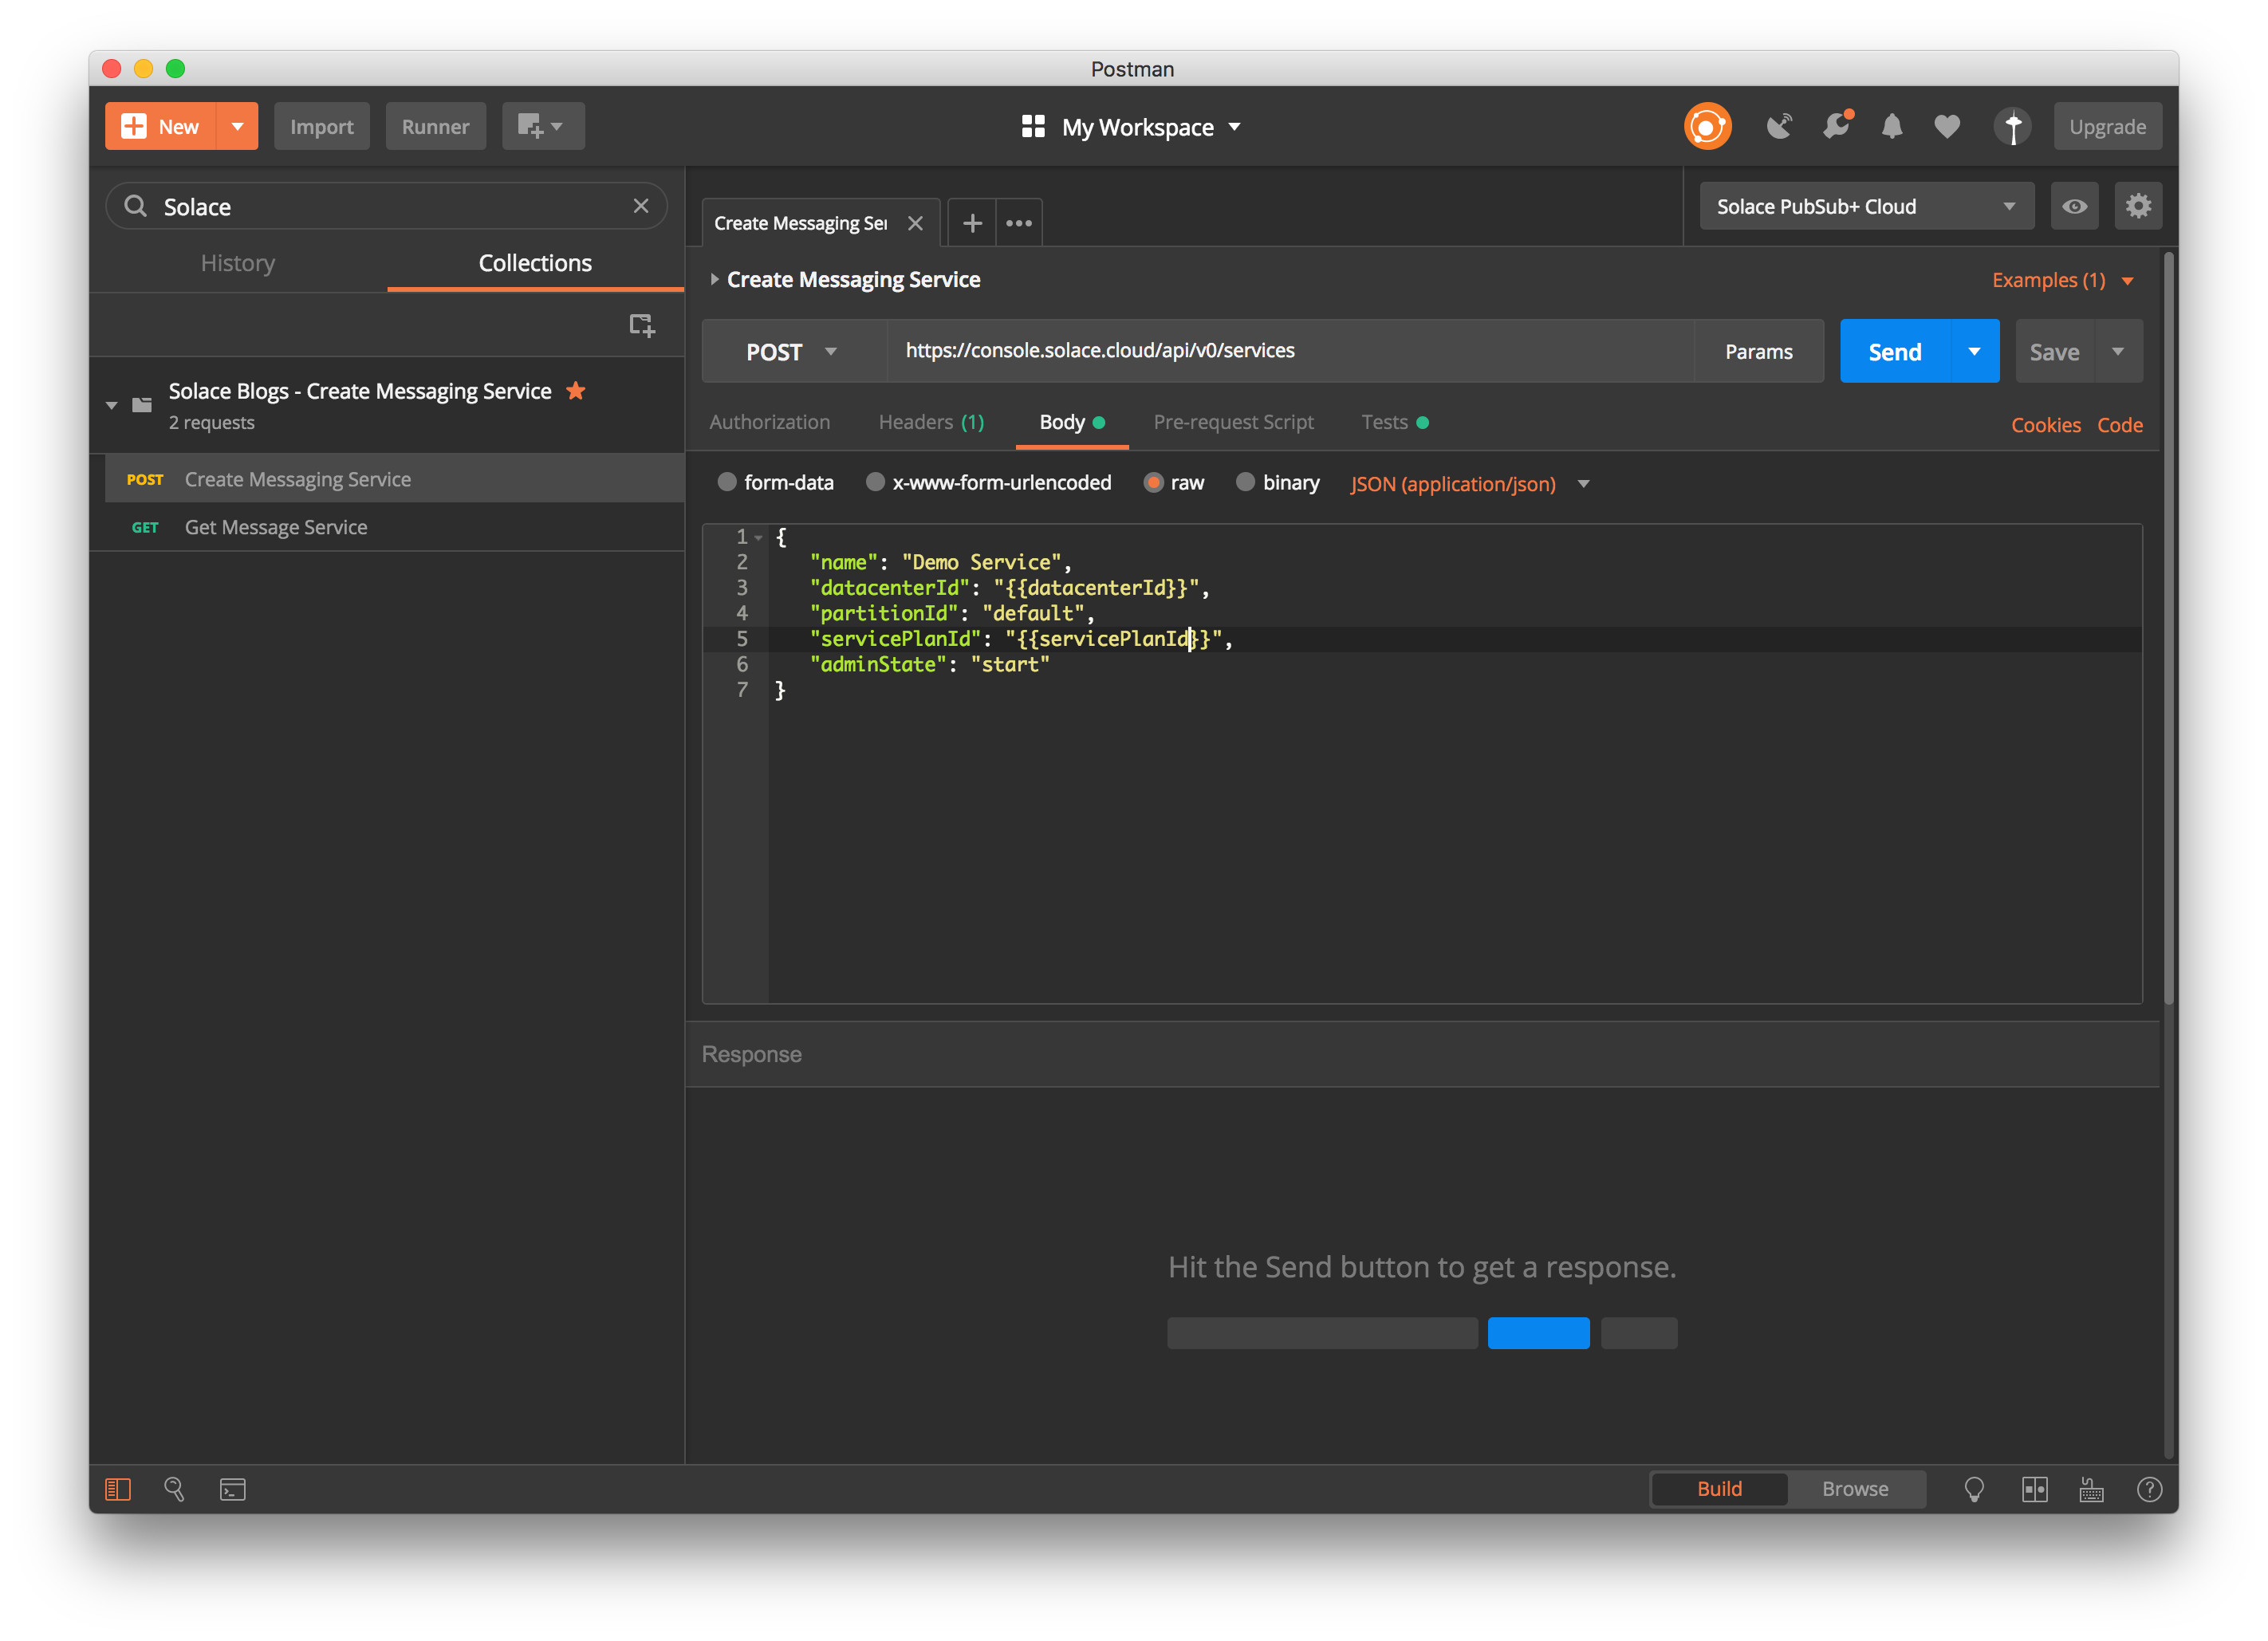 Postman
New
Import
Runner
My Workspace
Upgrade
Solace
History
Collections
Solace Blogs - Create Messaging Service
2 requests
POST Create Messaging Service
GET Get Message Service
Create Messaging Ser
Solace PubSub+ Cloud
Create Messaging Service
Examples (1)
POST
https://console.solace.cloud/api/v0/services
Params
Send
Save
Authorization
Headers (1)
Body
Pre-request Script
Tests
Cookies
Code
form-data
x-www-form-urlencoded
raw
binary
JSON (application/json)
1 {
2 "name": "Demo Service",
3 "datacenterId": "{{datacenterId}}",
4 "partitionId": "default",
5 "servicePlanId": "{{servicePlanId}}",
6 "adminState": "start"
7 }
Response
Hit the Send button to get a response.
Build
Browse